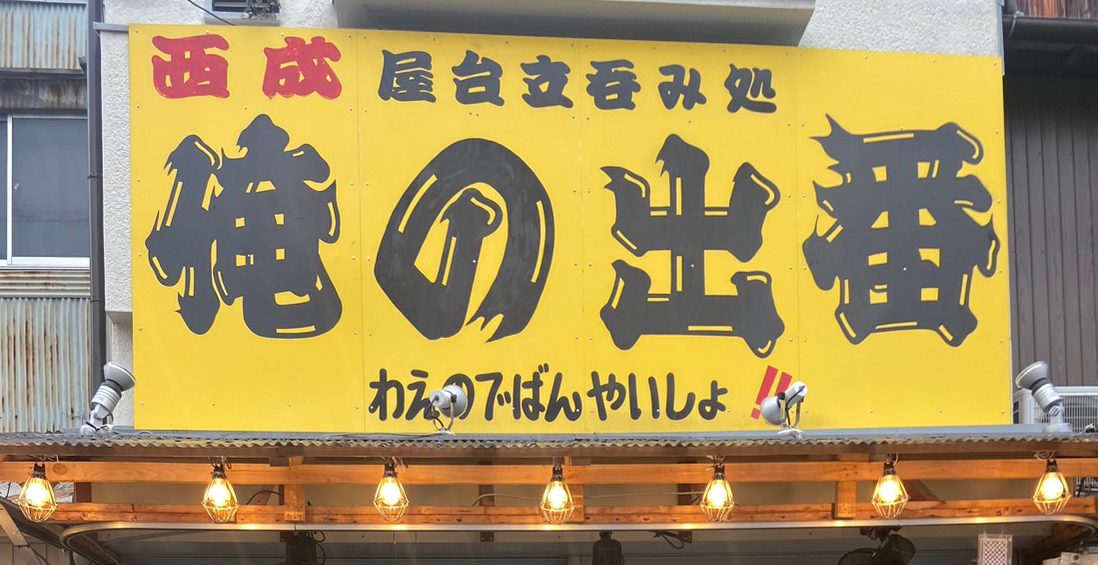 西成 屋台立呑み処
俺の出番
わえのでばんやいしょ!!